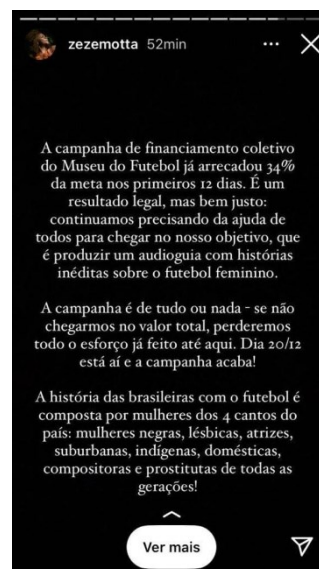 zezemotta 52min
A campanha de financiamento coletivo
do Museu do Futebol já arrecadou 34%
da meta nos primeiros 12 dias. É um
resultado legal, mas bem justo:
continuamos precisando da ajuda de
todos para chegar no nosso objetivo, que
é produzir um audioguia com histórias
inéditas sobre o futebol feminino.
A campanha é de tudo ou nada - se não
chegarmos no valor total, perderemos
todo o esforço já feito até aqui. Dia 20/12
está aí e a campanha acaba!
A história das brasileiras com o futebol é
composta por mulheres dos 4 cantos do
país: mulheres negras, lésbicas, atrizes,
suburbanas, indígenas, domésticas,
compositoras e prostitutas de todas as
gerações!
Ver mais